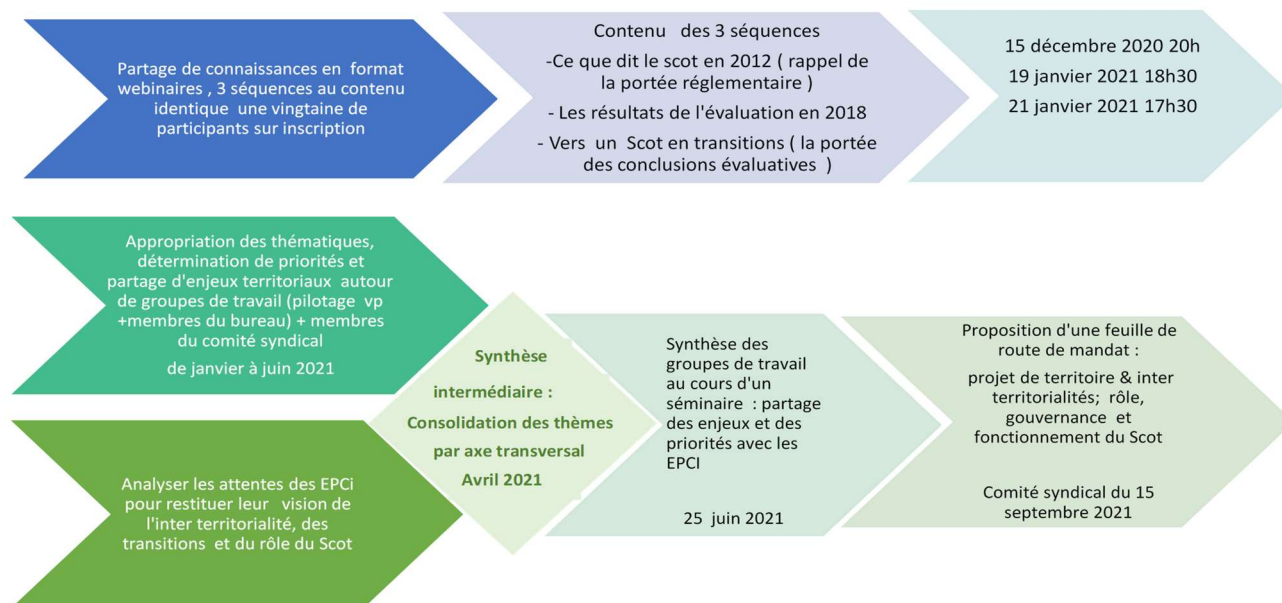 Partage de connaissances en format
webinaires , 3 séquences au contenu
identique une vingtaine de
participants sur inscription
Contenu des 3 séquences
-Ce que dit le scot en 2012 ( rappel de
la portée réglementaire )
- Les résultats de l'évaluation en 2018
- Vers un Scot en transitions ( la portée
des conclusions évaluatives )
15 décembre 2020 20h
19 janvier 2021 18h30
21 janvier 2021 17h30
Appropriation des thématiques,
détermination de priorités et
partage d'enjeux territoriaux autour
de groupes de travail (pilotage vp
+membres du bureau) + membres
du comité syndical
de janvier à juin 2021
Analyser les attentes des EPCi
pour restituer leur vision de
l'inter territorialité, des
transitions et du rôle du Scot
Synthèse
intermédiaire :
Consolidation des thèmes
par axe transversal
Avril 2021
Synthèse des
groupes de travail
au cours d'un
séminaire : partage
des enjeux et des
priorités avec les
EPCI
25 juin 2021
Proposition d'une feuille de
route de mandat :
projet de territoire & inter
territorialités; rôle,
gouvernance et
fonctionnement du Scot
Comité syndical du 15
septembre 2021